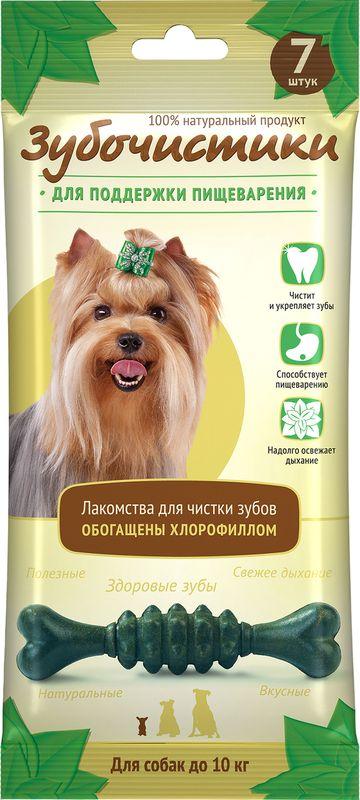 7
штук
100% натуральный продукт
Зубочистики
• ДЛЯ ПОДДЕРЖКИ ПИЩЕВАРЕНИЯ •
Чистит
и укрепляет зубы
Способствует
пищеварению
Надолго освежает
дыхание
Лакомства для чистки зубов
ОБОГАЩЕНЫ ХЛОРОФИЛЛОМ
Полезные
Свежее дыхание
Здоровые зубы
Натуральные
Вкусные
Для собак до 10 кг